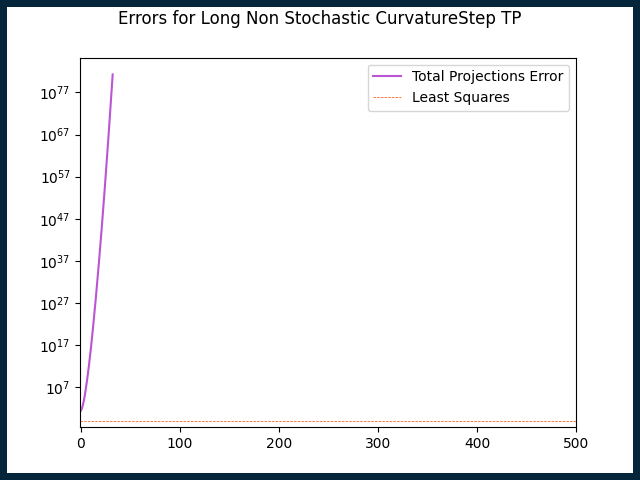 Errors for Long Non Stochastic CurvatureStep TP
Total Projections Error
Least Squares
10^77
10^67
10^57
10^47
10^37
10^27
10^17
10^7
0 100 200 300 400 500